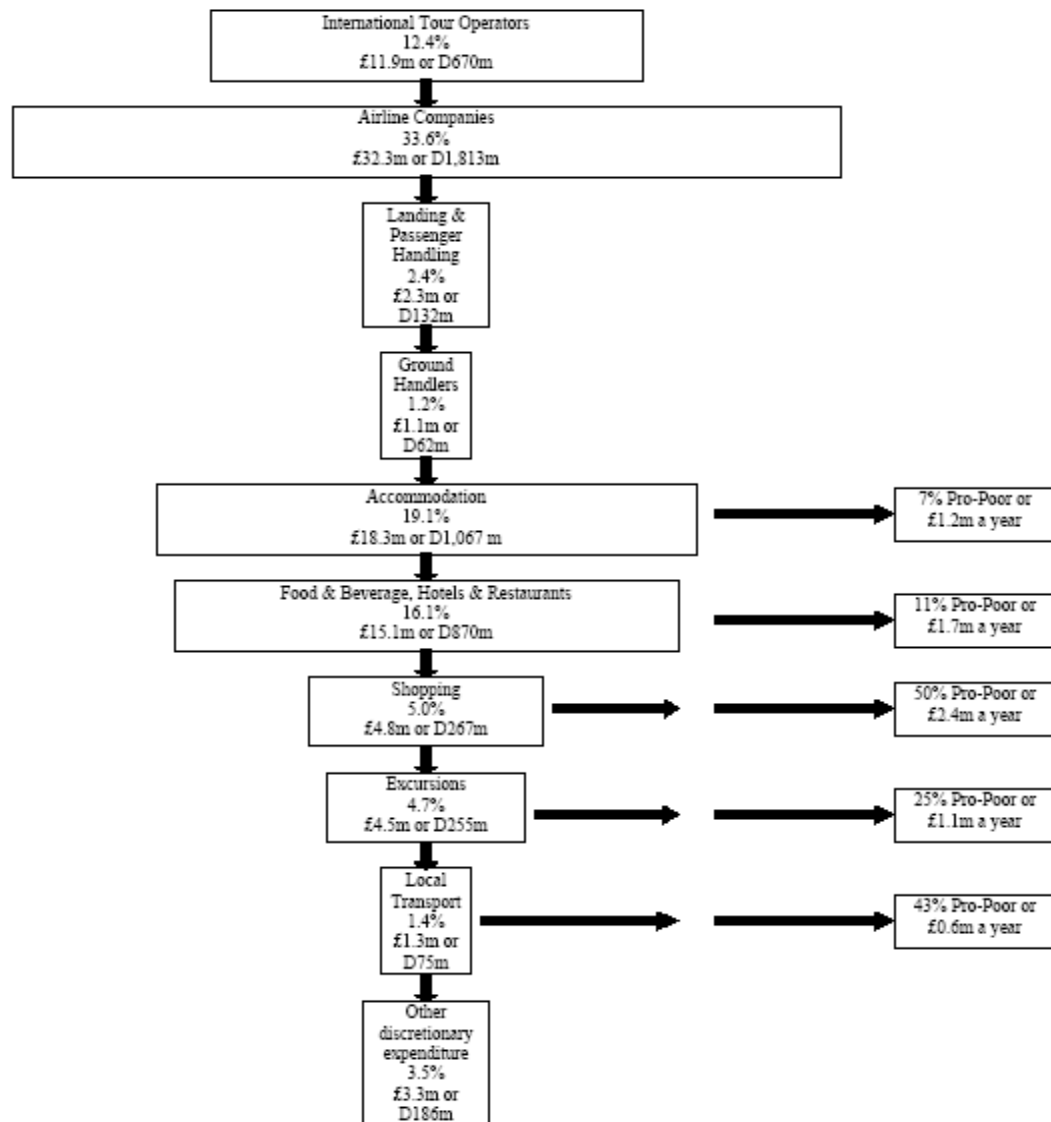 International Tour Operators
12.4%
£11.9m or D670m
Airline Companies
33.6%
£32.3m or D1,813m
Landing &
Passenger
Handling
2.4%
£2.3m or
D132m
Ground
Handlers
1.2%
£1.1m or
D62m
Accommodation
19.1%
£18.3m or D1,067 m
7% Pro-Poor or
£1.2m a year
Food & Beverage, Hotels & Restaurants
16.1%
£15.1m or D870m
11% Pro-Poor or
£1.7m a year
Shopping
5.0%
£4.8m or D267m
50% Pro-Poor or
£2.4m a year
Excursions
4.7%
£4.5m or D255m
25% Pro-Poor or
£1.1m a year
Local
Transport
1.4%
£1.3m or
D75m
43% Pro-Poor or
£0.6m a year
Other
discretionary
expenditure
3.5%
£3.3m or
D186m